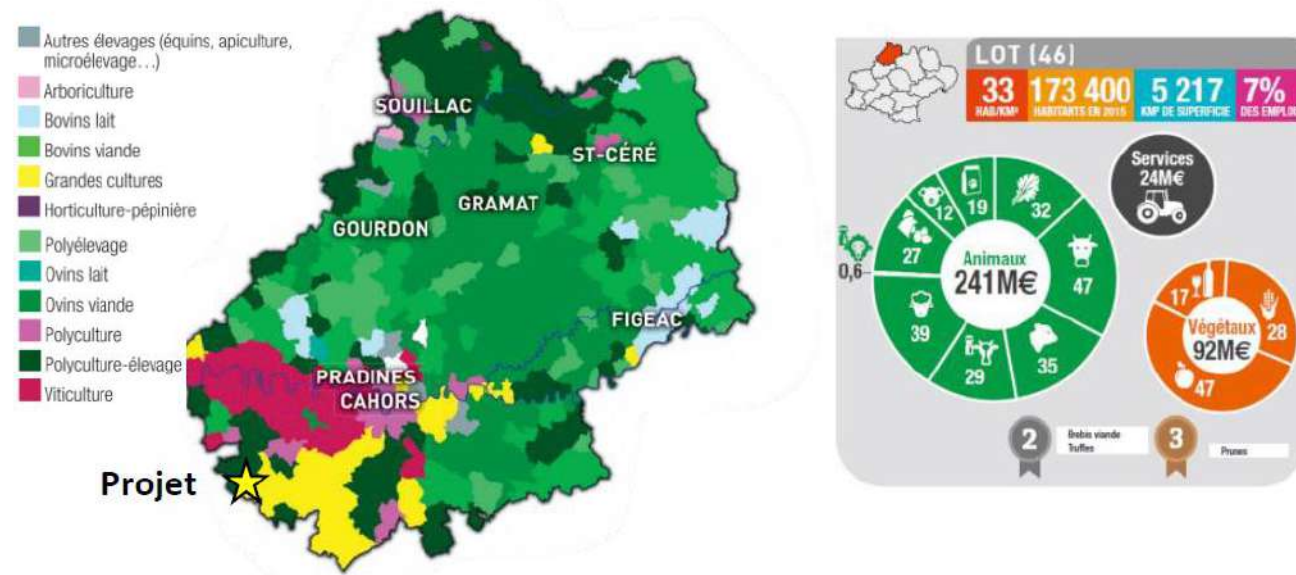 Autres élevages (équins, apiculture,
microélevage...)
Arboriculture
Bovins lait
Bovins viande
Grandes cultures
Horticulture-pépinière
Polyélevage
Ovins lait
Ovins viande
Polyculture
Polyculture-élevage
Viticulture
SOUILLAC
ST-CÉRÉ
GRAMAT
GOURDON
FIGEAC
PRADINES
CAHORS
Projet
LOT (46)
33
HAB/KM²
173 400
HABITANTS EN 2015
5 217
KM² DE SUPERFICIE
7%
DES EMPLOI
Services
24M€
12
19
32
27
0,6
Animaux
241M€
47
39
29
35
17
Végétaux
92M€
28
47
2
Brebis viande
Truffes
3
Prunes